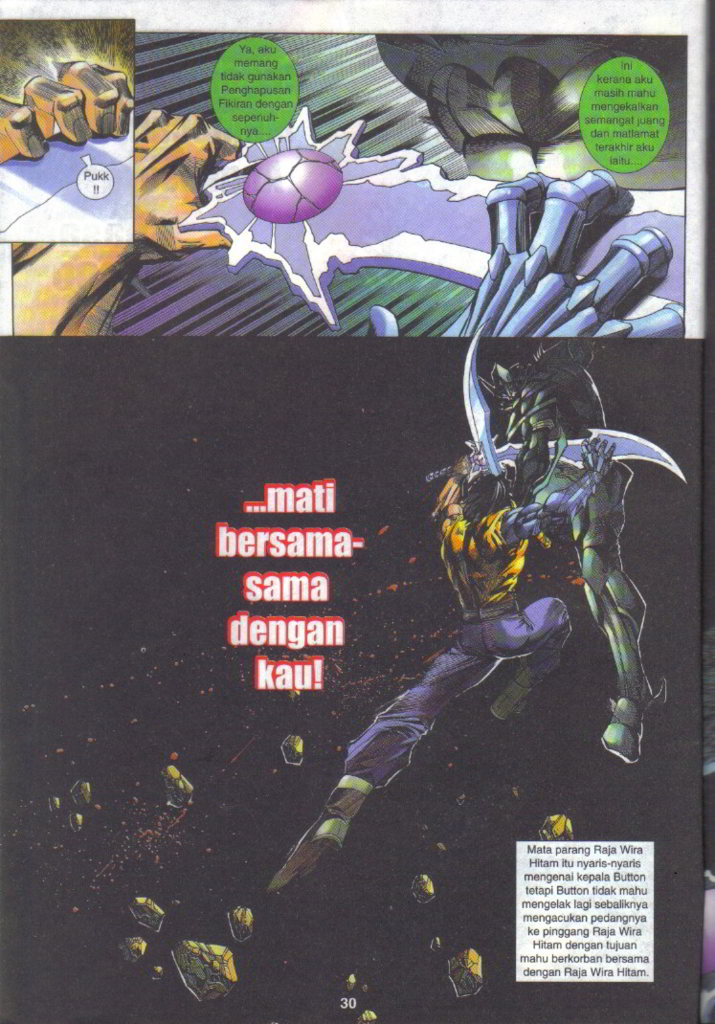 Ya, aku
memang
tidak gunakan
Penghapusan
Fikiran dengan
sepenuh-
nya....
Ini
kerana aku
masih mahu
mengekalkan
semangat juang
dan matlamat
terakhir aku
iaitu....
Pukk
!!
...mati
bersama-
sama
dengan
kau!
Mata parang Raja Wira
Hitam itu nyaris-nyaris
mengenai kepala Button
tetapi Button tidak mahu
mengelak lagi sebaliknya
mengacukan pedangnya
ke pinggang Raja Wira
Hitam dengan tujuan
mahu berkorban bersama
dengan Raja Wira Hitam.
30